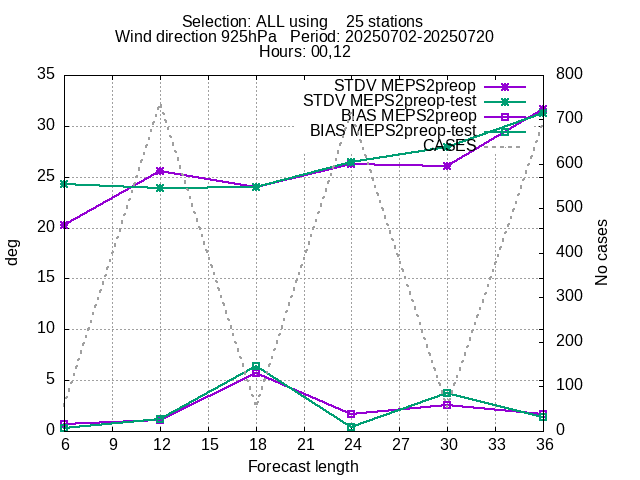 Selection: ALL using 25 stations
Wind direction 925hPa Period: 20250702-20250720
Hours: 00,12
STDV MEPS2preop
STDV MEPS2preop-test
BIAS MEPS2preop
BIAS MEPS2preop-test
CASES
35
30
25
20
15
10
5
0
deg
800
700
600
500
400
300
200
100
0
No cases
6 9 12 15 18 21 24 27 30 33 36
Forecast length